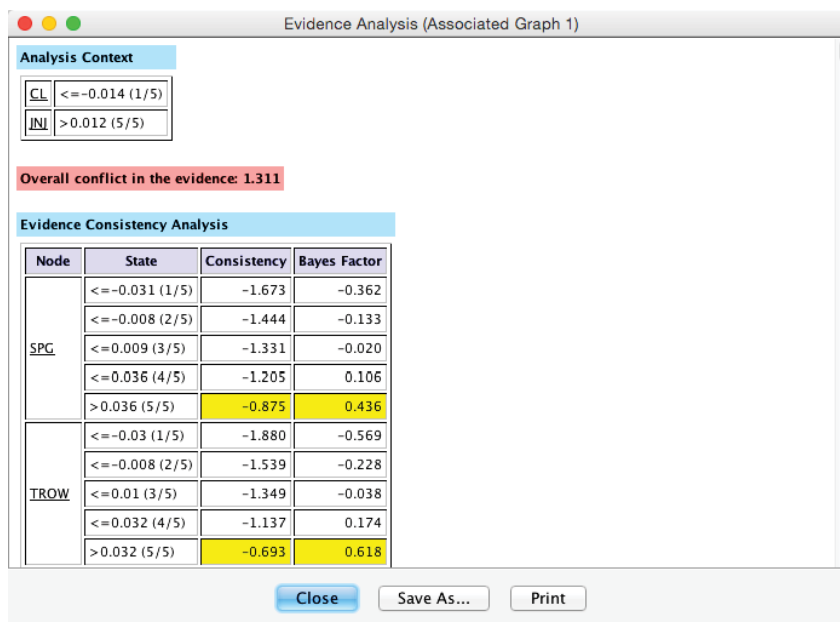 Evidence Analysis (Associated Graph 1)
Analysis Context
CL <=-0.014 (1/5)
JNJ >0.012 (5/5)
Overall conflict in the evidence: 1.311
Evidence Consistency Analysis
Node State Consistency Bayes Factor
SPG
<=-0.031 (1/5) -1.673 -0.362
<=-0.008 (2/5) -1.444 -0.133
<=0.009 (3/5) -1.331 -0.020
<=0.036 (4/5) -1.205 0.106
>0.036 (5/5) -0.875 0.436
TROW
<=-0.03 (1/5) -1.880 -0.569
<=-0.008 (2/5) -1.539 -0.228
<=0.01 (3/5) -1.349 -0.038
<=0.032 (4/5) -1.137 0.174
>0.032 (5/5) -0.693 0.618
Close Save As... Print